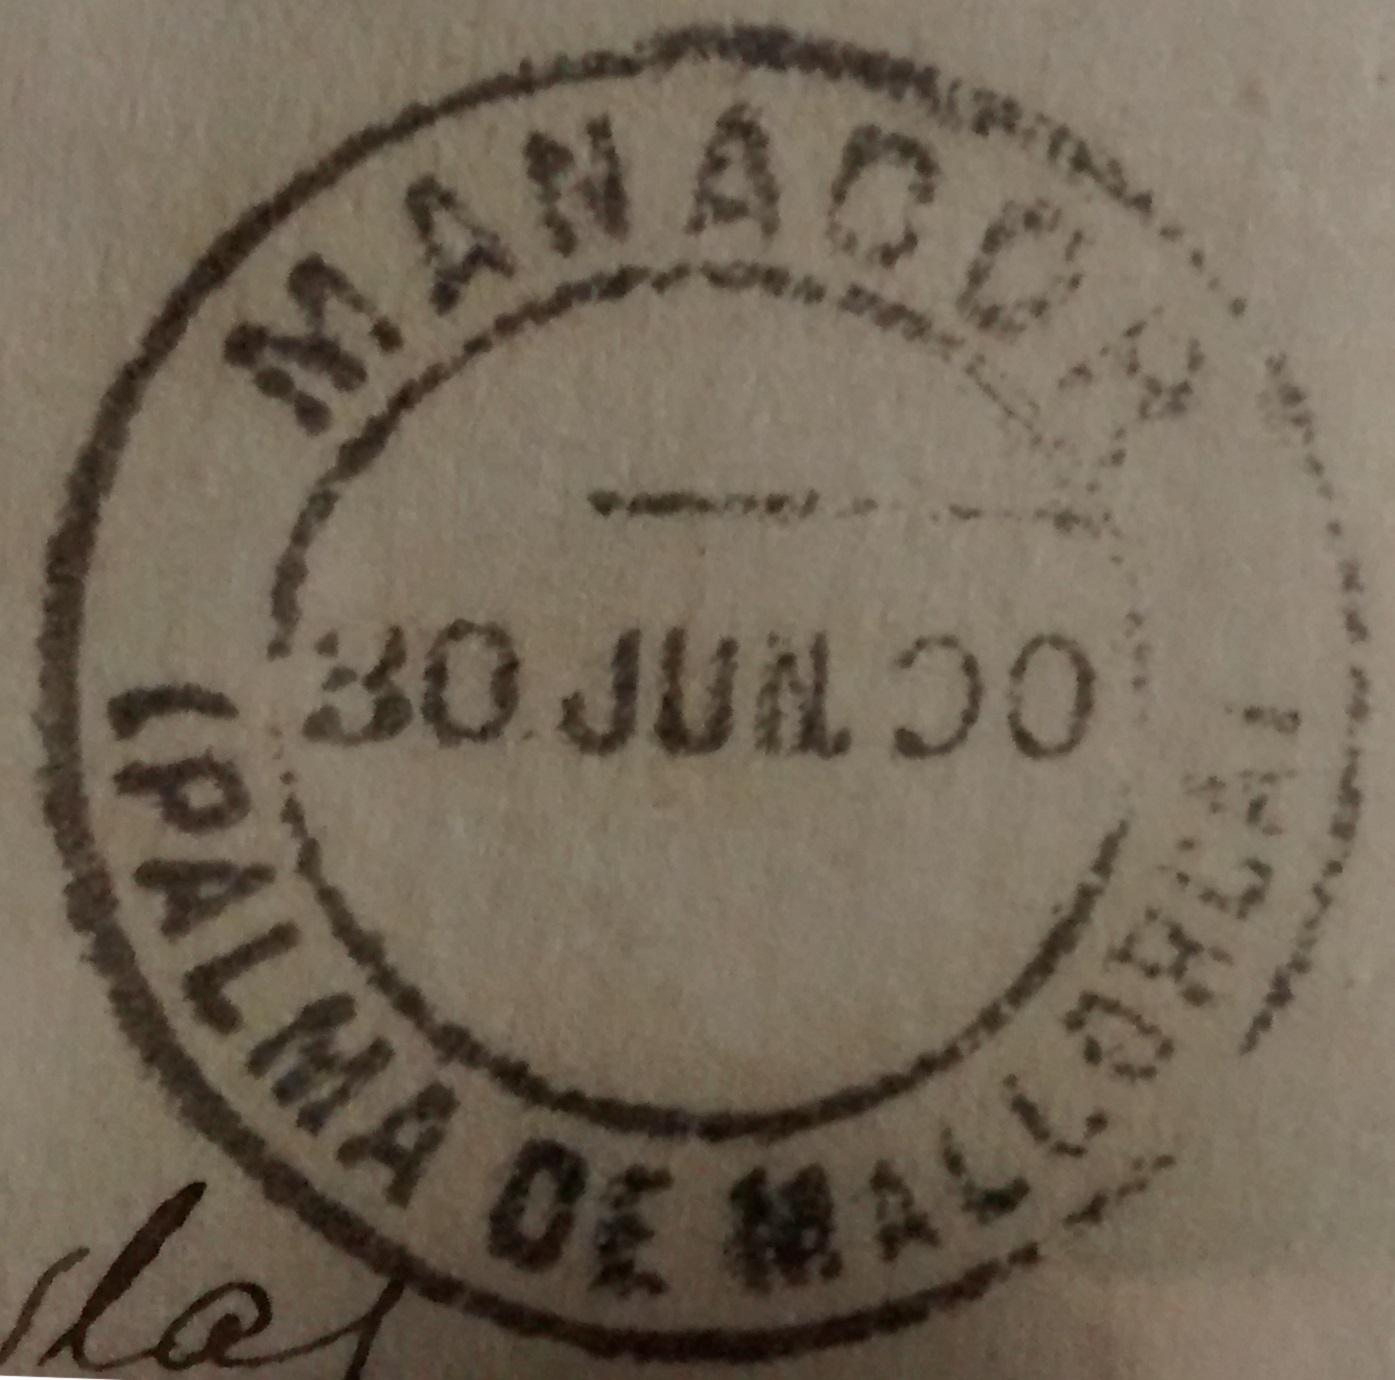 MANACOR
30 JUN. 00
(PALMA DE MALLORCA)